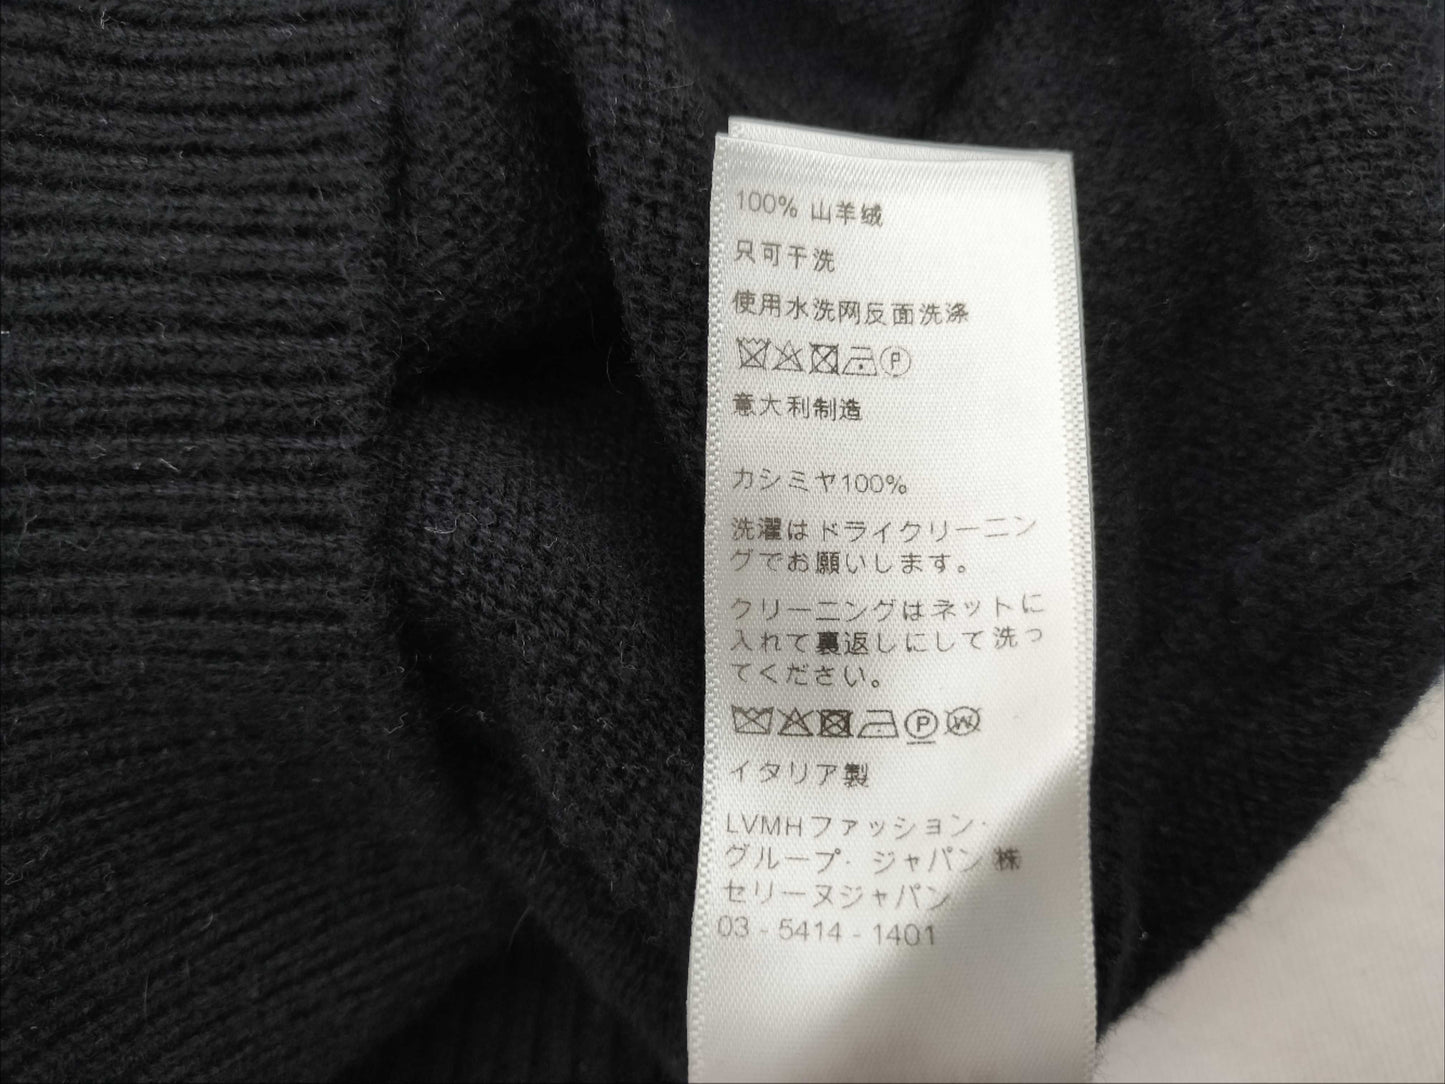 100% 山羊绒
只可干洗
使用水洗网反面洗涤
P
意大利制造
カシミヤ100%
洗濯はドライクリーニン
グでお願いします。
クリーニングはネットに
入れて裏返しにして洗っ
てください。
P W
イタリア製
LVMHファッション·
グループ· ジャパン 株
セリーヌジャパン
03 - 5414 - 1401